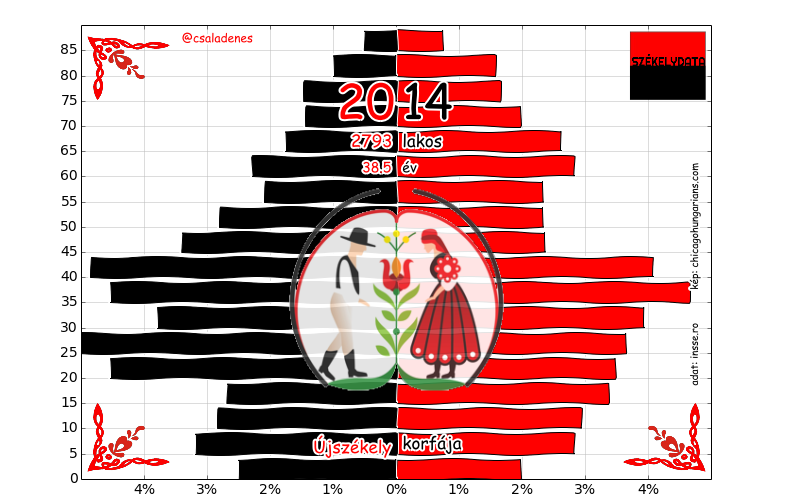 @csaladenes
SZÉKELYDATA
2014
2793 lakos
38.5 év
kép: chicagohungarians.com
adat: insse.ro
Újszékely korfája
85
80
75
70
65
60
55
50
45
40
35
30
25
20
15
10
5
0
4% 3% 2% 1% 0% 1% 2% 3% 4%